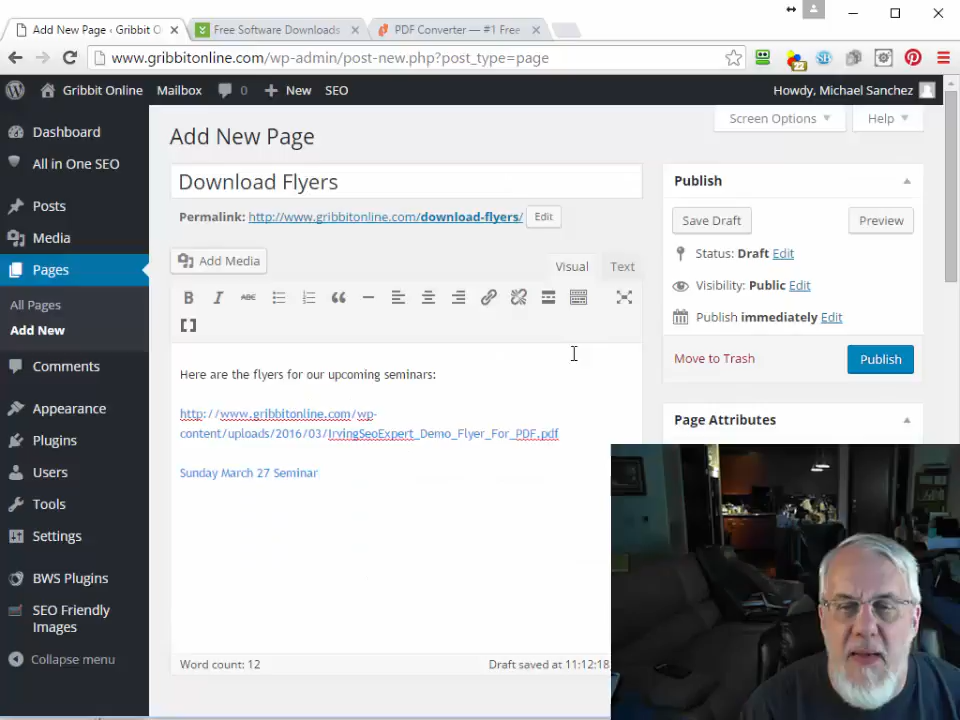 Add New Page ‹ Gribbit O
Free Software Downloads
PDF Converter — #1 Free
www.gribbitonline.com/wp-admin/post-new.php?post_type=page
22
Gribbit Online
Mailbox
0
New
SEO
Howdy, Michael Sanchez
Dashboard
All in One SEO
Posts
Media
Pages
All Pages
Add New
Comments
Appearance
Plugins
Users
Tools
Settings
BWS Plugins
SEO Friendly
Images
Collapse menu
Screen Options
Help
Add New Page
Download Flyers
Permalink: http://www.gribbitonline.com/download-flyers/ Edit
Add Media
Visual
Text
B I ABC
Here are the flyers for our upcoming seminars:
http://www.gribbitonline.com/wp-
content/uploads/2016/03/IrvingSeoExpert_Demo_Flyer_For_PDF.pdf
Sunday March 27 Seminar
Word count: 12
Draft saved at 11:12:18
Publish
Save Draft
Preview
Status: Draft Edit
Visibility: Public Edit
Publish immediately Edit
Move to Trash
Publish
Page Attributes